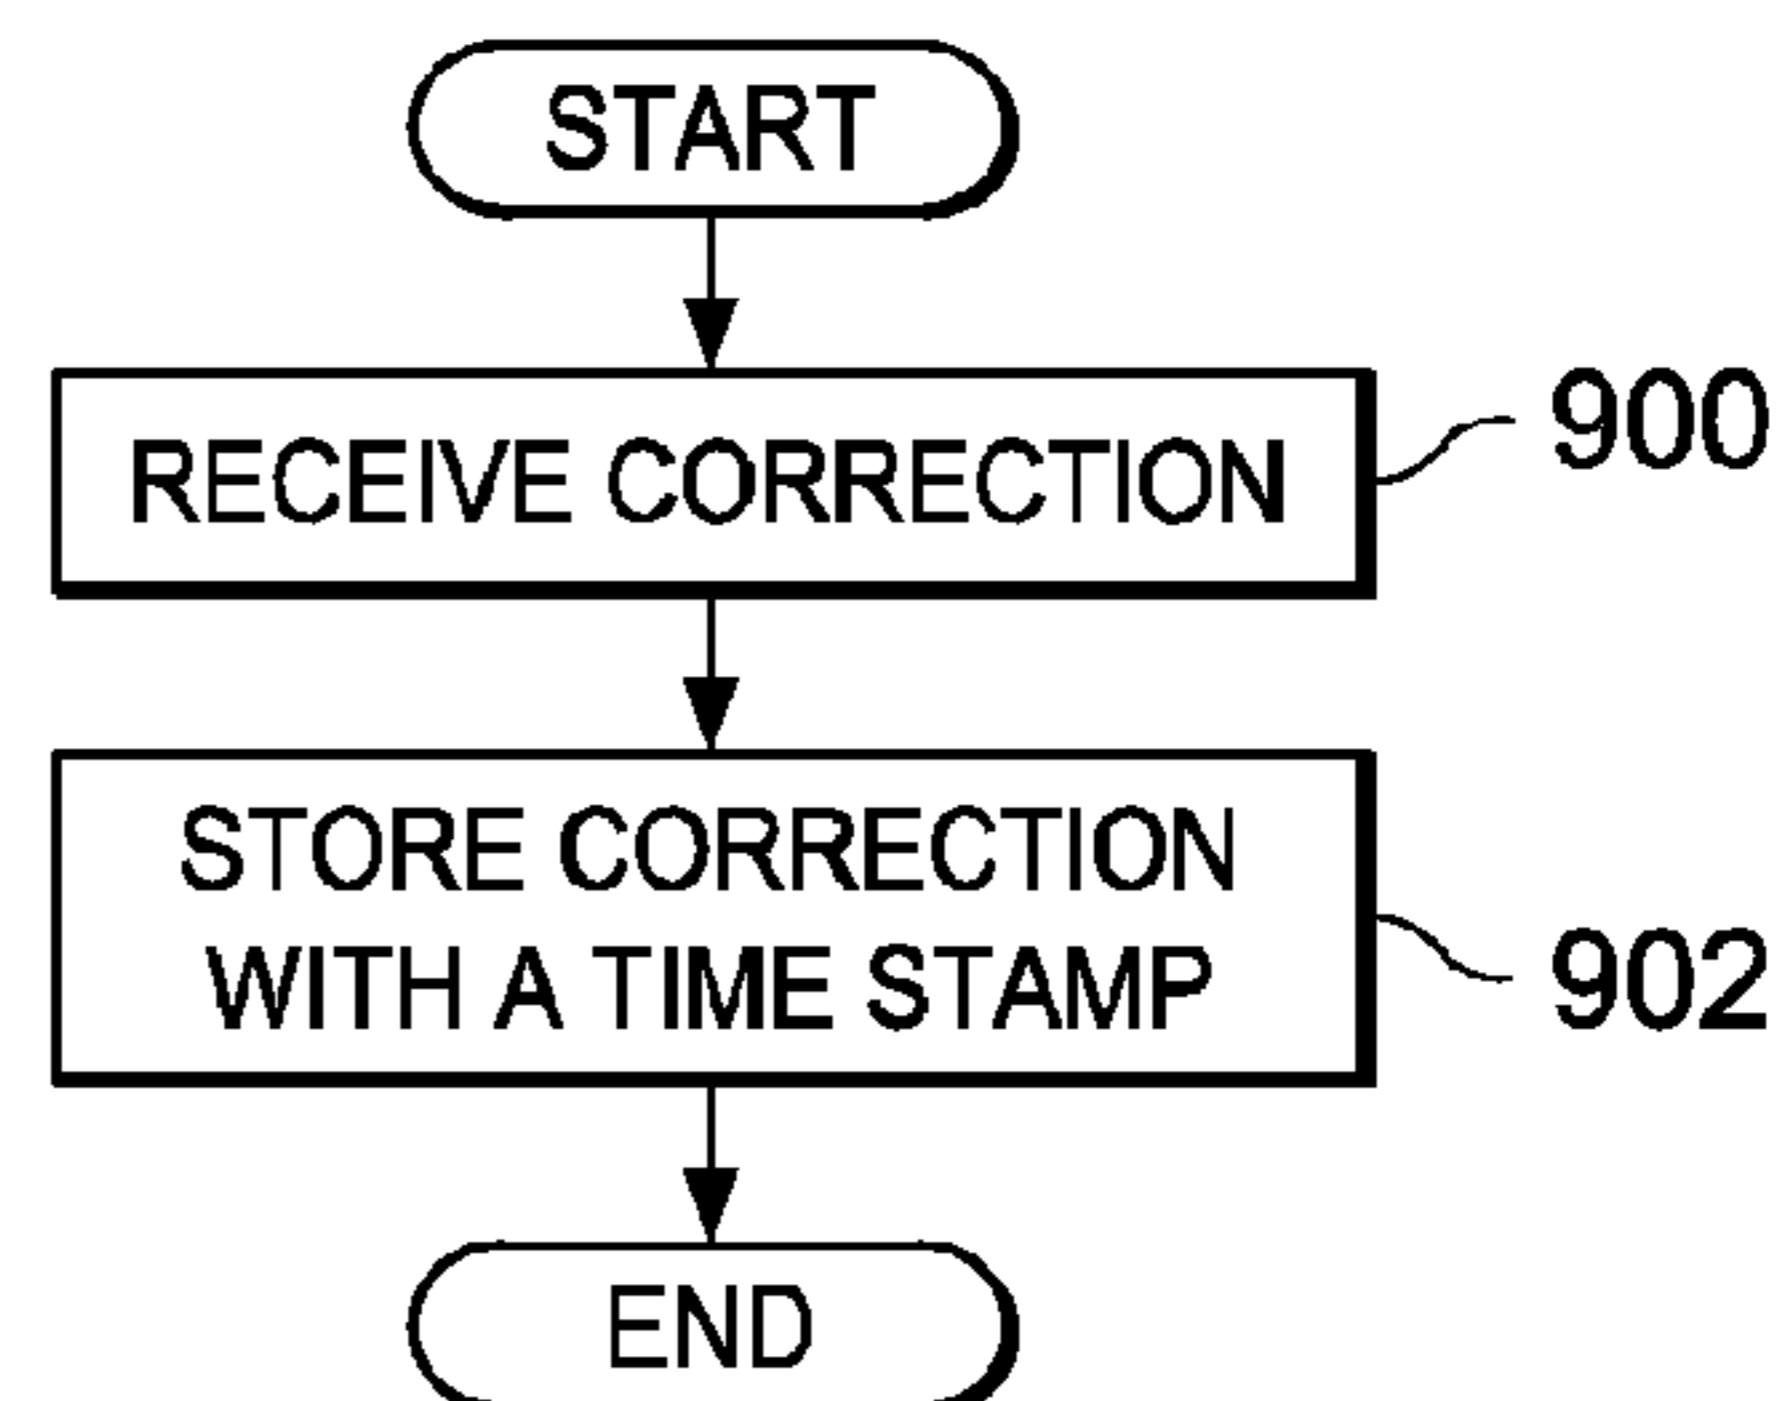 START
RECEIVE CORRECTION
900
STORE CORRECTION
WITH A TIME STAMP
902
END